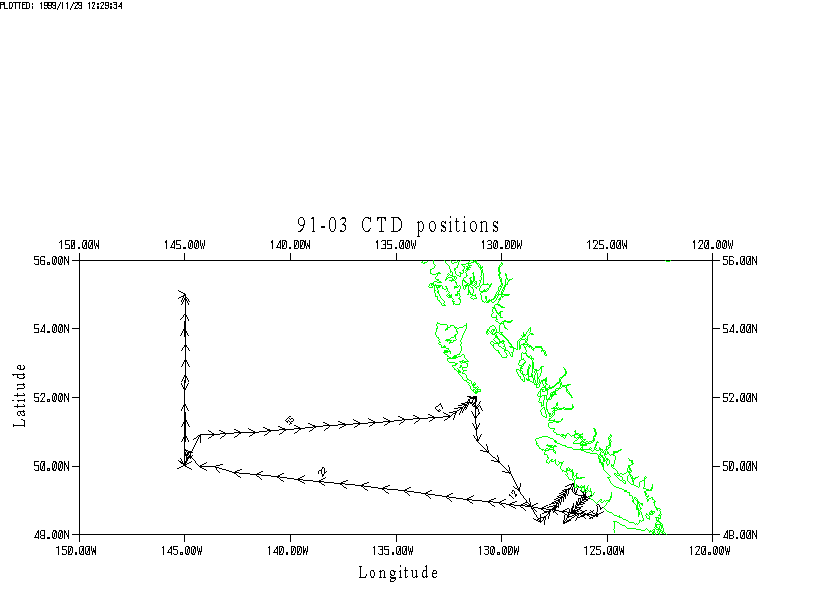 PLOTTED: 1999/11/23 12:29:34
91-03 CTD positions
150.00W 145.00W 140.00W 135.00W 130.00W 125.00W 120.00W
56.00N 56.00N
54.00N 54.00N
52.00N 52.00N
50.00N 50.00N
48.00N 48.00N
150.00W 145.00W 140.00W 135.00W 130.00W 125.00W 120.00W
Latitude
Longitude